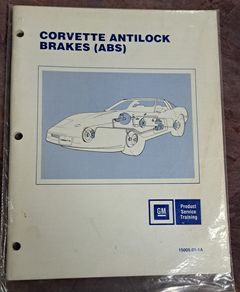 CORVETTE ANTILOCK
BRAKES (ABS)
GM
Product
Service
Training
15005.01-1A